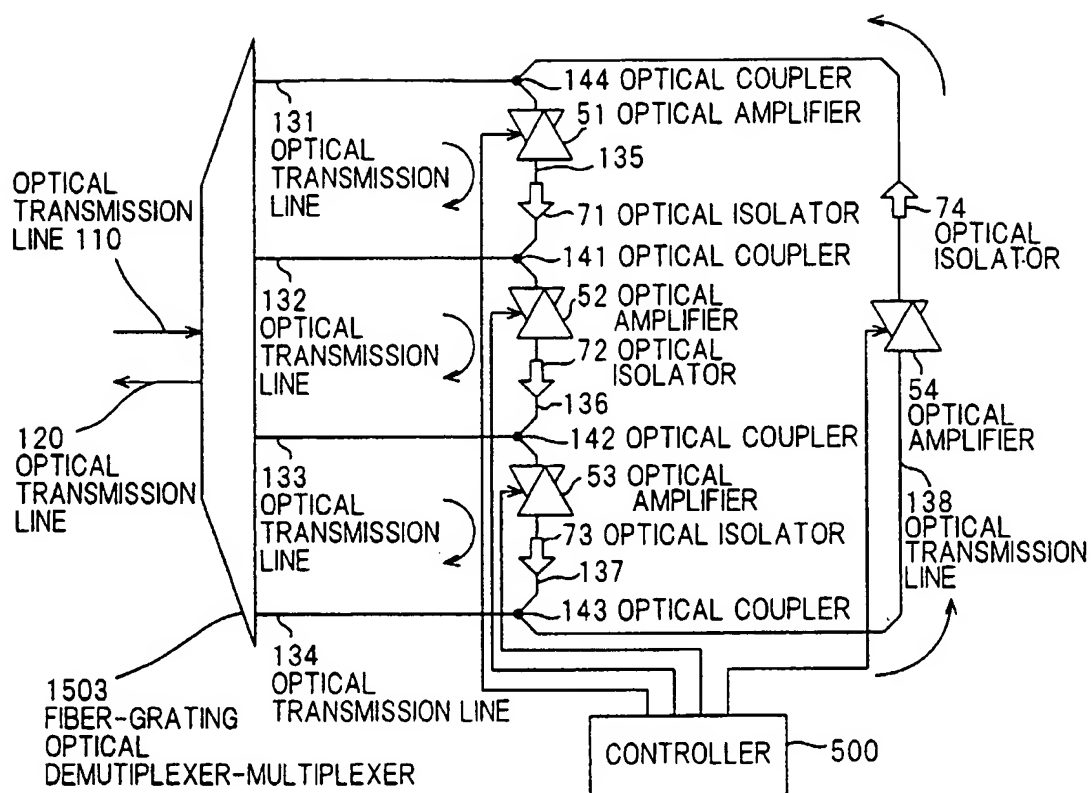 144 OPTICAL COUPLER
51 OPTICAL AMPLIFIER
131
OPTICAL
TRANSMISSION
LINE
135
OPTICAL
TRANSMISSION
LINE 110
71 OPTICAL ISOLATOR
74
OPTICAL
ISOLATOR
141 OPTICAL COUPLER
132
OPTICAL
TRANSMISSION
LINE
52 OPTICAL
AMPLIFIER
72 OPTICAL
ISOLATOR
54
OPTICAL
AMPLIFIER
136
120
OPTICAL
TRANSMISSION
LINE
142 OPTICAL COUPLER
133
OPTICAL
TRANSMISSION
LINE
53 OPTICAL
AMPLIFIER
138
OPTICAL
TRANSMISSION
LINE
73 OPTICAL ISOLATOR
137
143 OPTICAL COUPLER
134
OPTICAL
TRANSMISSION LINE
1503
FIBER-GRATING
OPTICAL
DEMUTIPLEXER-MULTIPLEXER
CONTROLLER
500